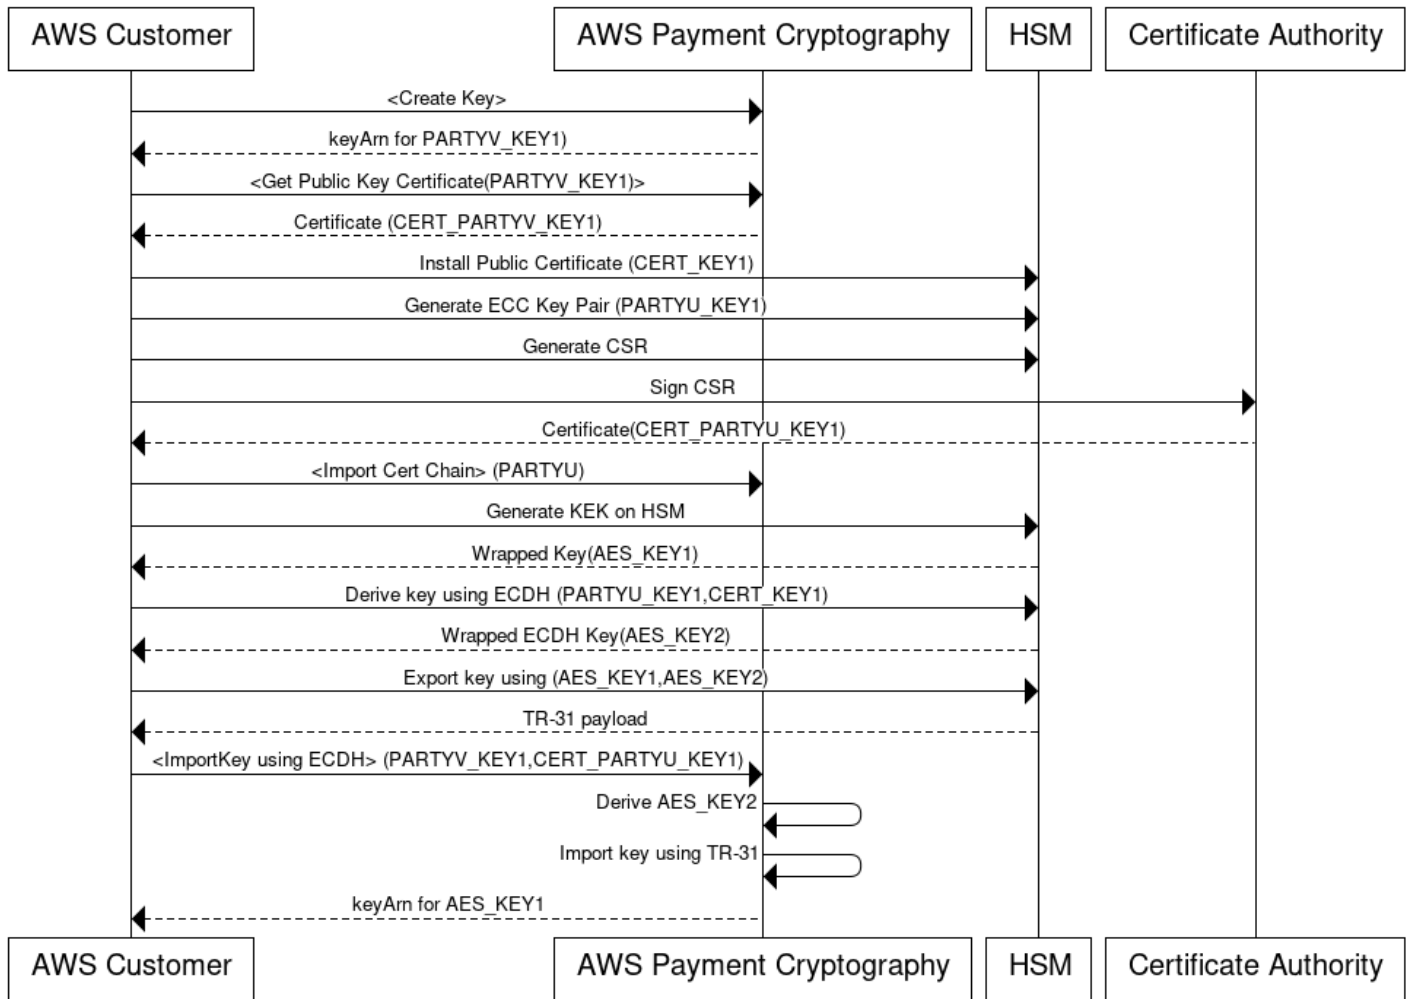 AWS Customer
AWS Payment Cryptography
HSM
Certificate Authority
<Create Key>
keyArn for PARTYV_KEY1)
<Get Public Key Certificate(PARTYV_KEY1)>
Certificate (CERT_PARTYV_KEY1)
Install Public Certificate (CERT_KEY1)
Generate ECC Key Pair (PARTYU_KEY1)
Generate CSR
Sign CSR
Certificate(CERT_PARTYU_KEY1)
<Import Cert Chain> (PARTYU)
Generate KEK on HSM
Wrapped Key(AES_KEY1)
Derive key using ECDH (PARTYU_KEY1,CERT_KEY1)
Wrapped ECDH Key(AES_KEY2)
Export key using (AES_KEY1,AES_KEY2)
TR-31 payload
<ImportKey using ECDH> (PARTYV_KEY1,CERT_PARTYU_KEY1)
Derive AES_KEY2
Import key using TR-31
keyArn for AES_KEY1
AWS Customer
AWS Payment Cryptography
HSM
Certificate Authority